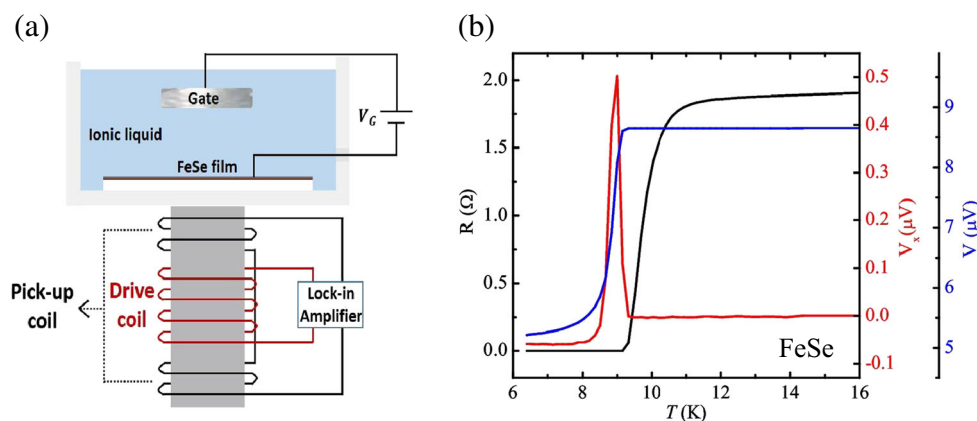 (a)
Gate
Ionic liquid
V_G
FeSe film
Pick-up
coil
Drive
coil
Lock-in
Amplifier
(b)
2.0
1.5
1.0
0.5
0.0
R (Ω)
6
8
10
12
14
16
T (K)
FeSe
0.5
0.4
0.3
0.2
0.1
0.0
-0.1
V_x (μV)
9
8
7
6
5
V (μV)